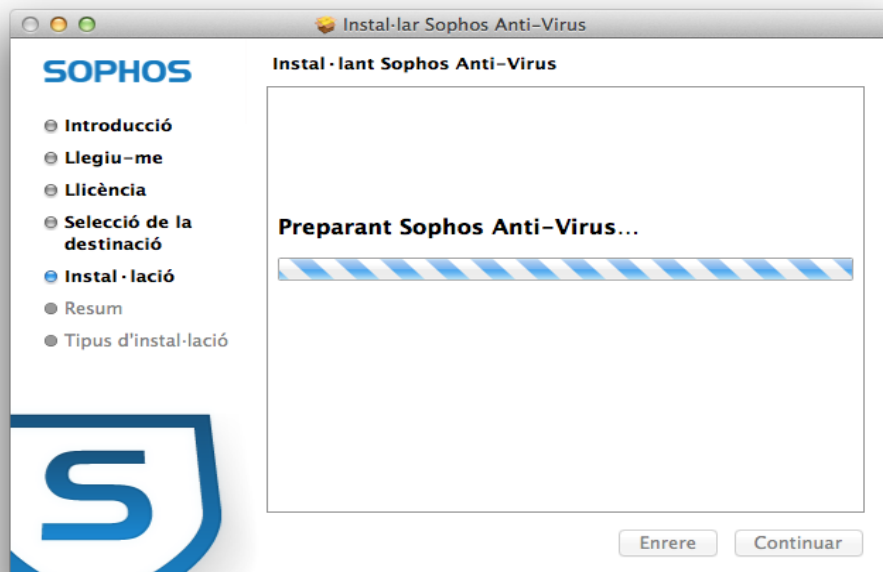 Instal·lar Sophos Anti-Virus
SOPHOS
Instal·lant Sophos Anti-Virus
Introducció
Llegiu-me
Llicència
Selecció de la
destinació
Instal·lació
Resum
Tipus d'instal·lació
Preparant Sophos Anti-Virus...
S
Enrere
Continuar